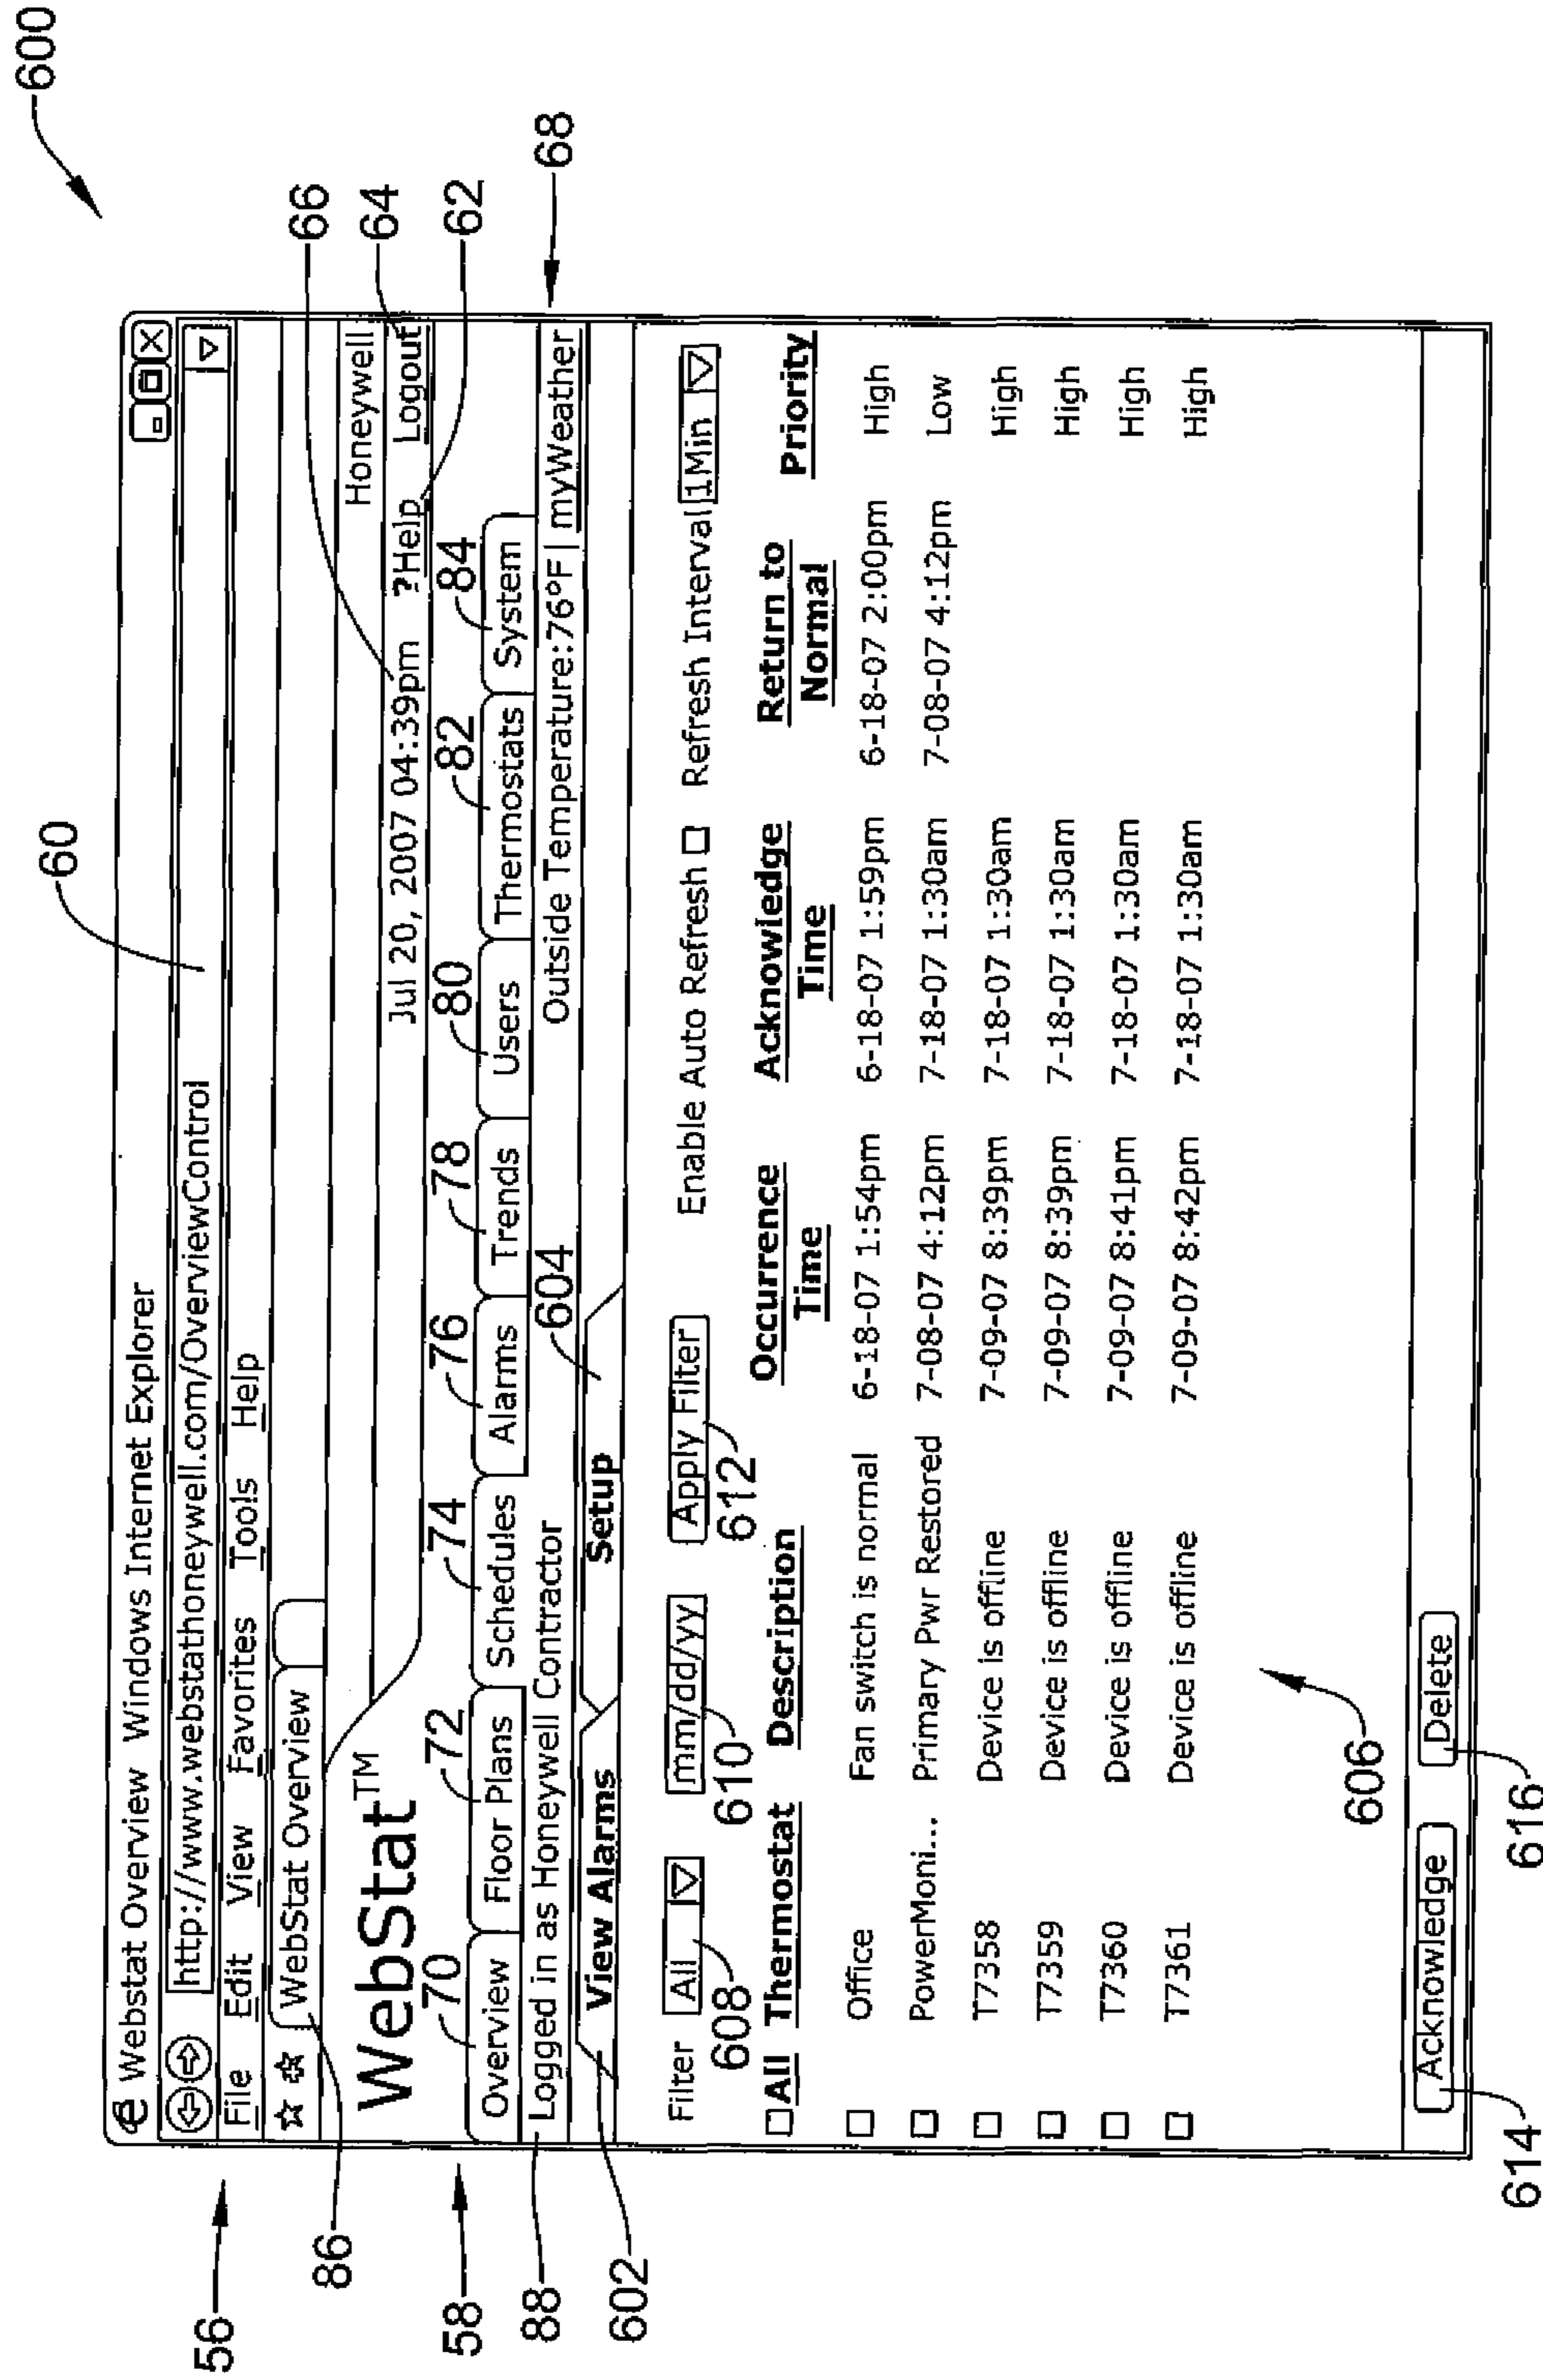 600
60
56
Webstat Overview Windows Internet Explorer
http://www.webstathoneywell.com/OverviewControl
File Edit View Favorites Tools Help
WebStat Overview
86
66
64
62
WebStat™
Honeywell
Jul 20, 2007 04:39pm ?Help Logout
58
70 72 74 76 78 80 82 84
Overview Floor Plans Schedules Alarms Trends Users Thermostats System
88
Logged in as Honeywell Contractor Outside Temperature:76°F| myWeather
68
602
604
View Alarms Setup
Filter All mm/dd/yy Apply Filter Enable Auto Refresh Refresh Interval 1Min
608 610 612
All Thermostat Description Occurrence Time Acknowledge Time Return to Normal Priority
Office Fan switch is normal 6-18-07 1:54pm 6-18-07 1:59pm 6-18-07 2:00pm High
PowerMoni... Primary Pwr Restored 7-08-07 4:12pm 7-18-07 1:30am 7-08-07 4:12pm Low
T7358 Device is offline 7-09-07 8:39pm 7-18-07 1:30am High
T7359 Device is offline 7-09-07 8:39pm 7-18-07 1:30am High
T7360 Device is offline 7-09-07 8:41pm 7-18-07 1:30am High
T7361 Device is offline 7-09-07 8:42pm 7-18-07 1:30am High
606
Acknowledge Delete
614 616